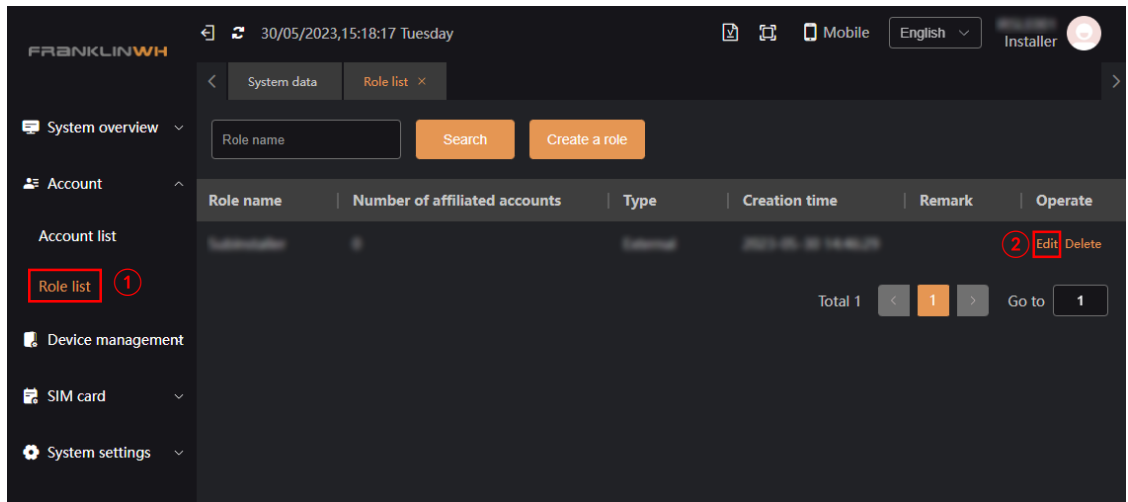 FRANKLINWH
30/05/2023,15:18:17 Tuesday
Mobile
English
Installer
System data
Role list ×
System overview
Role name
Search
Create a role
Account
Role name
Number of affiliated accounts
Type
Creation time
Remark
Operate
Account list
2 Edit Delete
Role list 1
Total 1 < 1 > Go to 1
Device management
SIM card
System settings